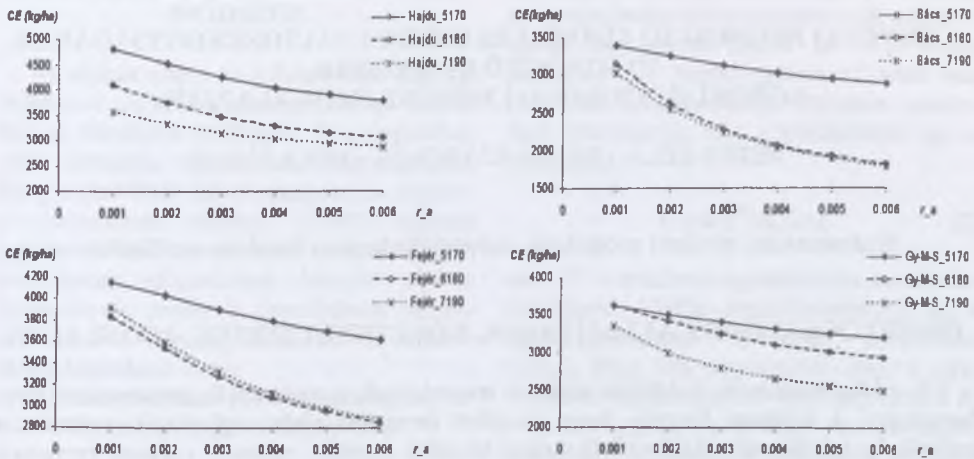 CE (kg/ha)
5000
4500
4000
3500
3000
2500
2000
0 0.001 0.002 0.003 0.004 0.005 0.006 r_a
Hajdu_5170
Hajdu_6180
Hajdu_7190
CE (kg/ha)
3500
3000
2500
2000
1500
0 0.001 0.002 0.003 0.004 0.005 0.006 r_a
Bács_5170
Bács_6180
Bács_7190
CE (kg/ha)
4200
4000
3800
3600
3400
3200
3000
2800
0 0.001 0.002 0.003 0.004 0.005 0.006 r_a
Fejér_5170
Fejér_6180
Fejér_7190
CE (kg/ha)
4000
3500
3000
2500
2000
0 0.001 0.002 0.003 0.004 0.005 0.006 r_a
Gy-M-S_5170
Gy-M-S_6180
Gy-M-S_7190